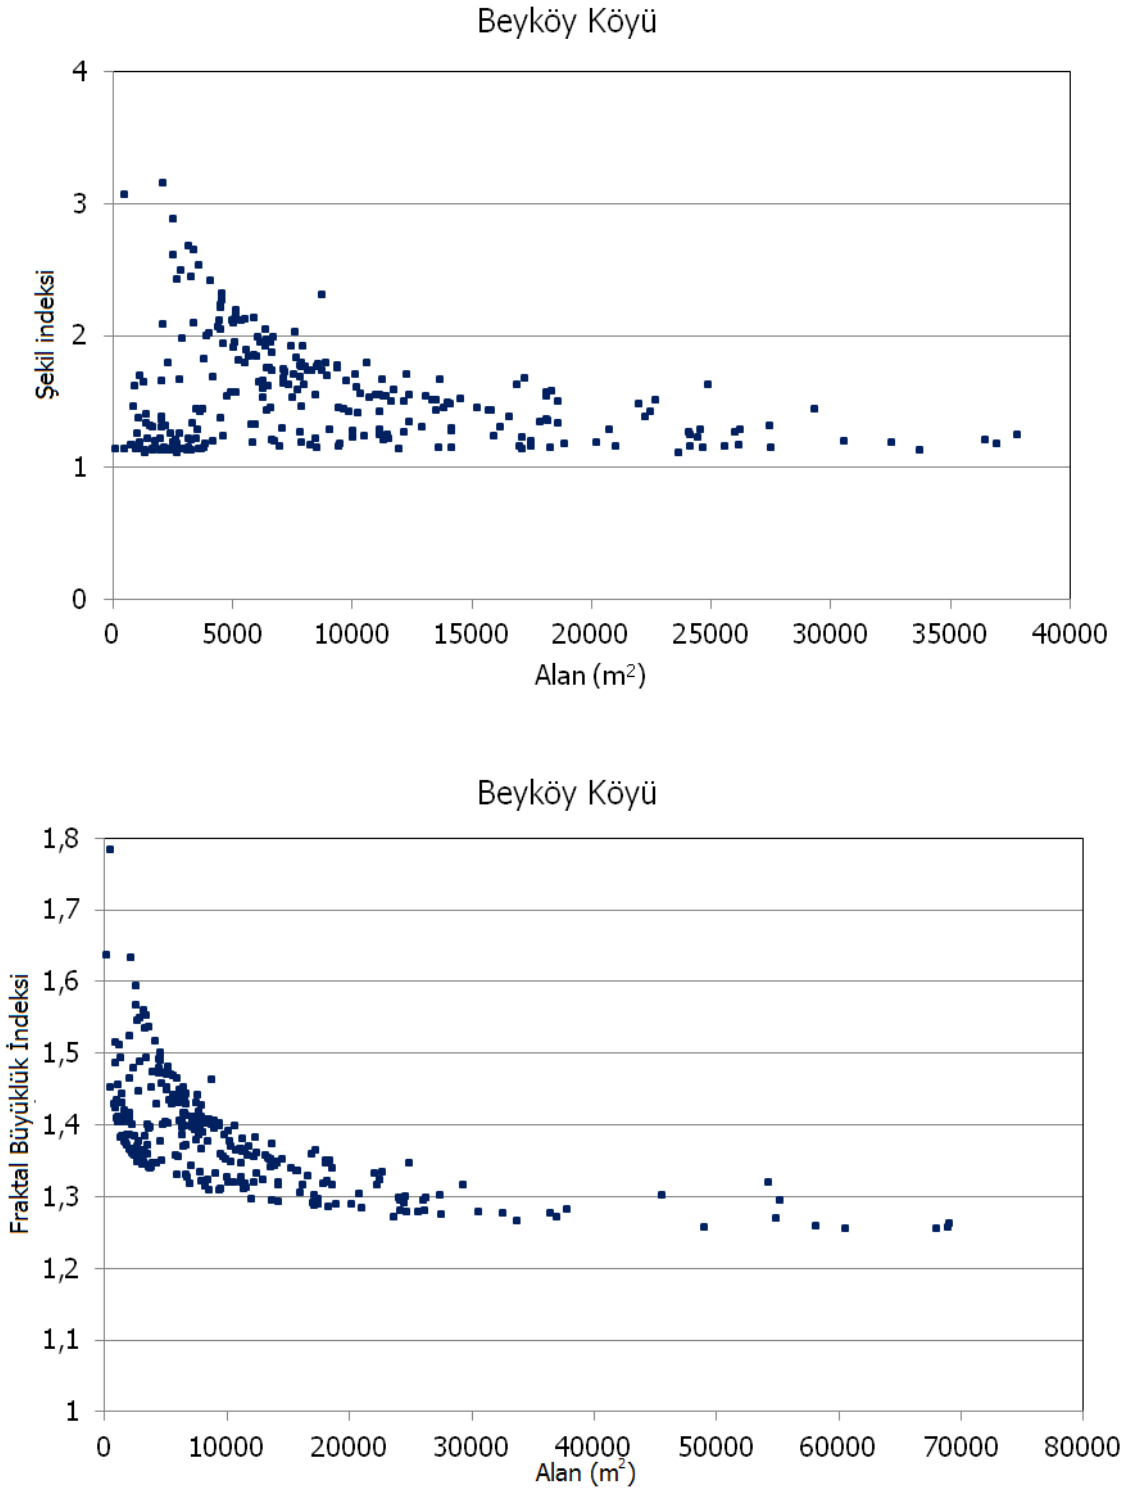 Beyköy Köyü
4
3
2
1
0
Şekil indeksi
0 5000 10000 15000 20000 25000 30000 35000 40000
Alan (m²)
Beyköy Köyü
1,8
1,7
1,6
1,5
1,4
1,3
1,2
1,1
1
Fraktal Büyüklük İndeksi
0 10000 20000 30000 40000 50000 60000 70000 80000
Alan (m²)